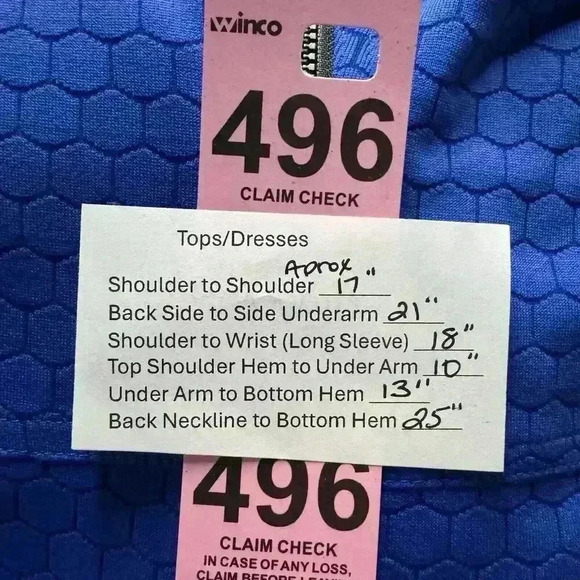 Winco
496
CLAIM CHECK
Tops/Dresses
Aprox
Shoulder to Shoulder 17"
Back Side to Side Underarm 21"
Shoulder to Wrist (Long Sleeve) 18"
Top Shoulder Hem to Under Arm 10"
Under Arm to Bottom Hem 13"
Back Neckline to Bottom Hem 25"
496
CLAIM CHECK
IN CASE OF ANY LOSS,
CLAIM BEFORE